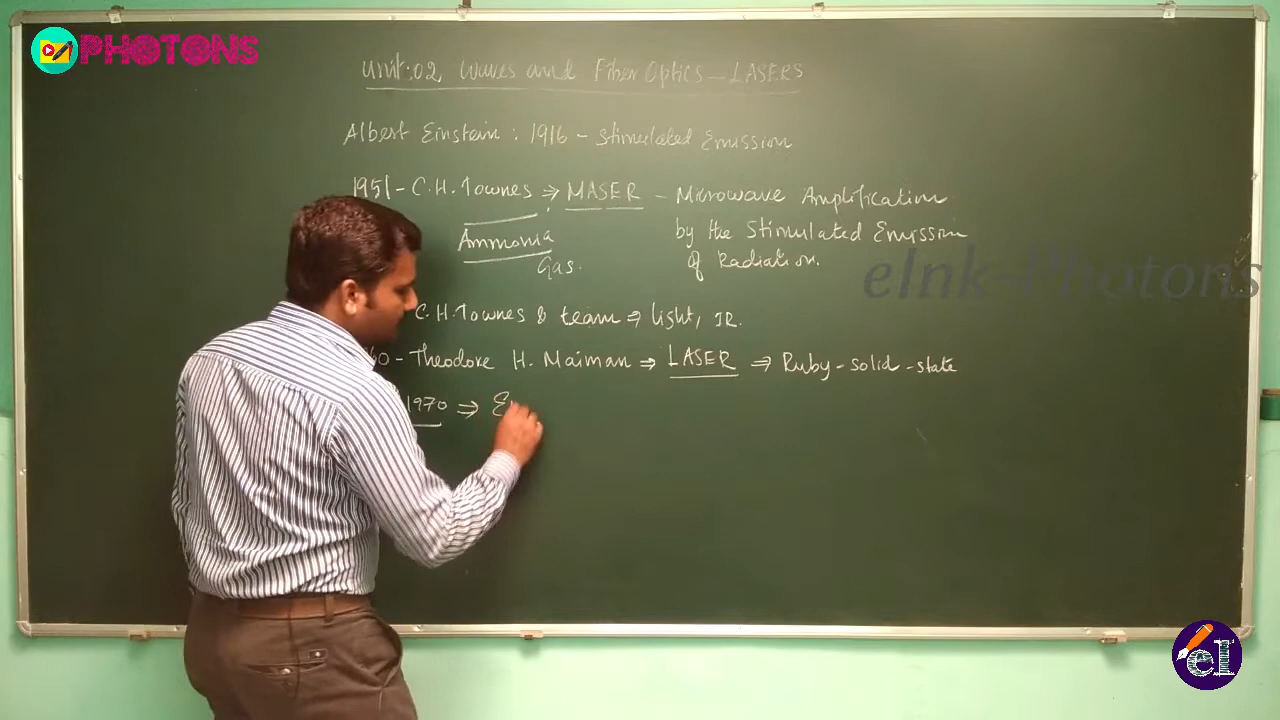 PHOTONS
Unit:02 Waves and Fiber Optics - LASERS
Albert Einstein : 1916 - Stimulated Emission
1951 - C.H. Townes ⇒ MASER - Microwave Amplification
Ammonia by the Stimulated Emission
Gas. of Radiation.
eInk-Photons
C.H. Townes & team ⇒ light, IR.
60 - Theodore H. Maiman ⇒ LASER ⇒ Ruby - solid - state
1970 ⇒
eI